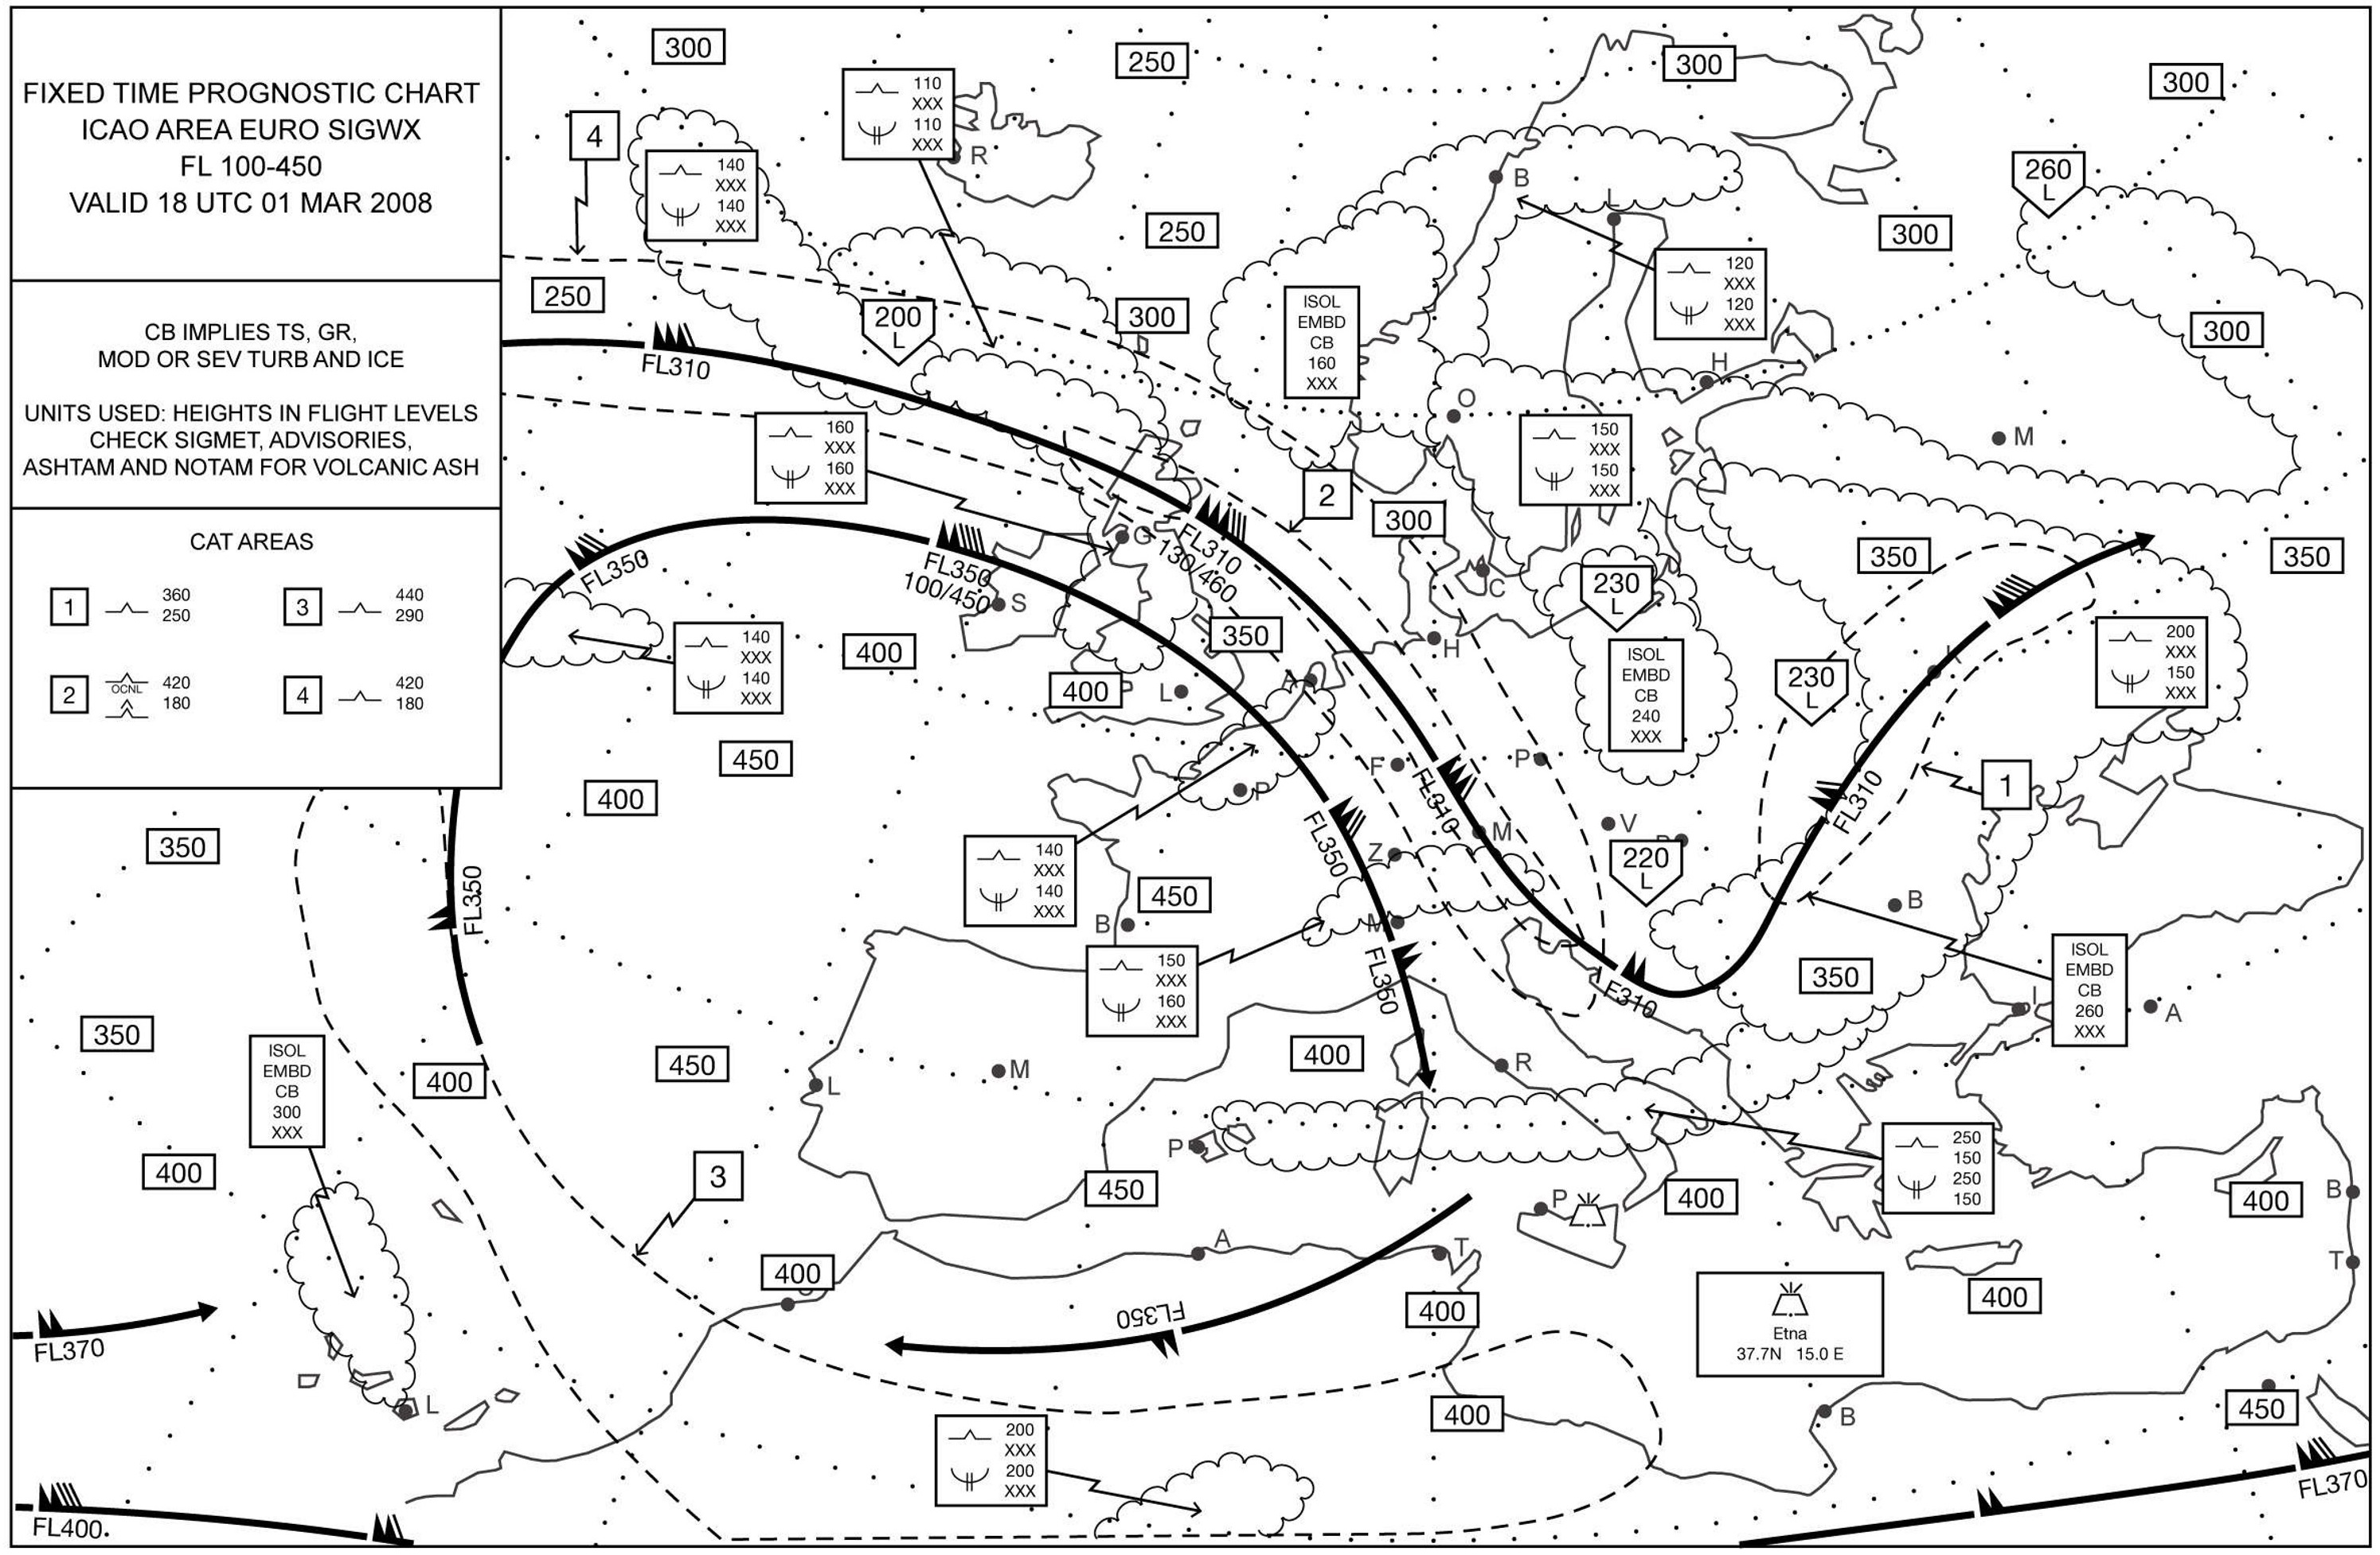 FIXED TIME PROGNOSTIC CHART
ICAO AREA EURO SIGWX
FL 100-450
VALID 18 UTC 01 MAR 2008
CB IMPLIES TS, GR,
MOD OR SEV TURB AND ICE
UNITS USED: HEIGHTS IN FLIGHT LEVELS
CHECK SIGMET, ADVISORIES,
ASHTAM AND NOTAM FOR VOLCANIC ASH
CAT AREAS
1
360
250
3
440
290
2
OCNL
420
180
4
420
180
300
250
300
300
4
110
XXX
110
XXX
R
140
XXX
140
XXX
260
L
B
L
250
300
250
120
XXX
120
XXX
200
L
300
ISOL
EMBD
CB
160
XXX
300
FL310
H
O
M
160
XXX
160
XXX
150
XXX
150
XXX
2
300
G
FL310
130/460
350
350
FL350
FL350
100/450
S
C
230
L
350
H
140
XXX
140
XXX
400
ISOL
EMBD
CB
240
XXX
200
XXX
150
XXX
K
230
L
400
L
A
450
F
P
1
400
P
FL310
FL310
350
FL350
M
V
Z
220
L
140
XXX
140
XXX
FL350
450
B
B
M
150
XXX
160
XXX
FL350
350
ISOL
EMBD
CB
260
XXX
F310
I
A
350
400
450
M
L
400
R
ISOL
EMBD
CB
300
XXX
P
400
3
450
P
400
250
150
250
150
400
B
A
T
T
400
400
400
FL350
FL370
Etna
37.7N 15.0 E
L
400
B
450
200
XXX
200
XXX
FL370
FL400